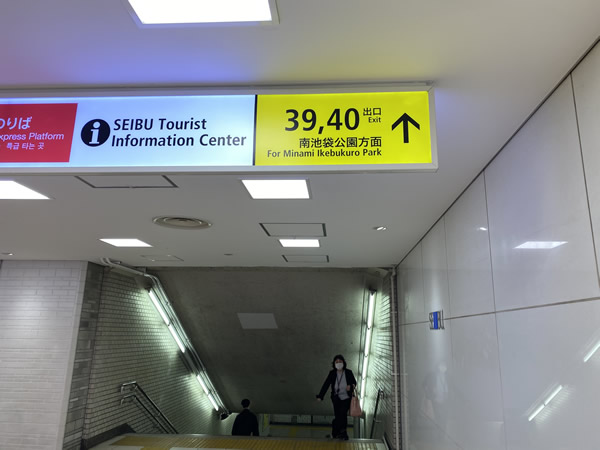 のりば
xpress Platform
특급 타는 곳
i SEIBU Tourist
Information Center
39,40 出口
Exit
南池袋公園方面
For Minami Ikebukuro Park